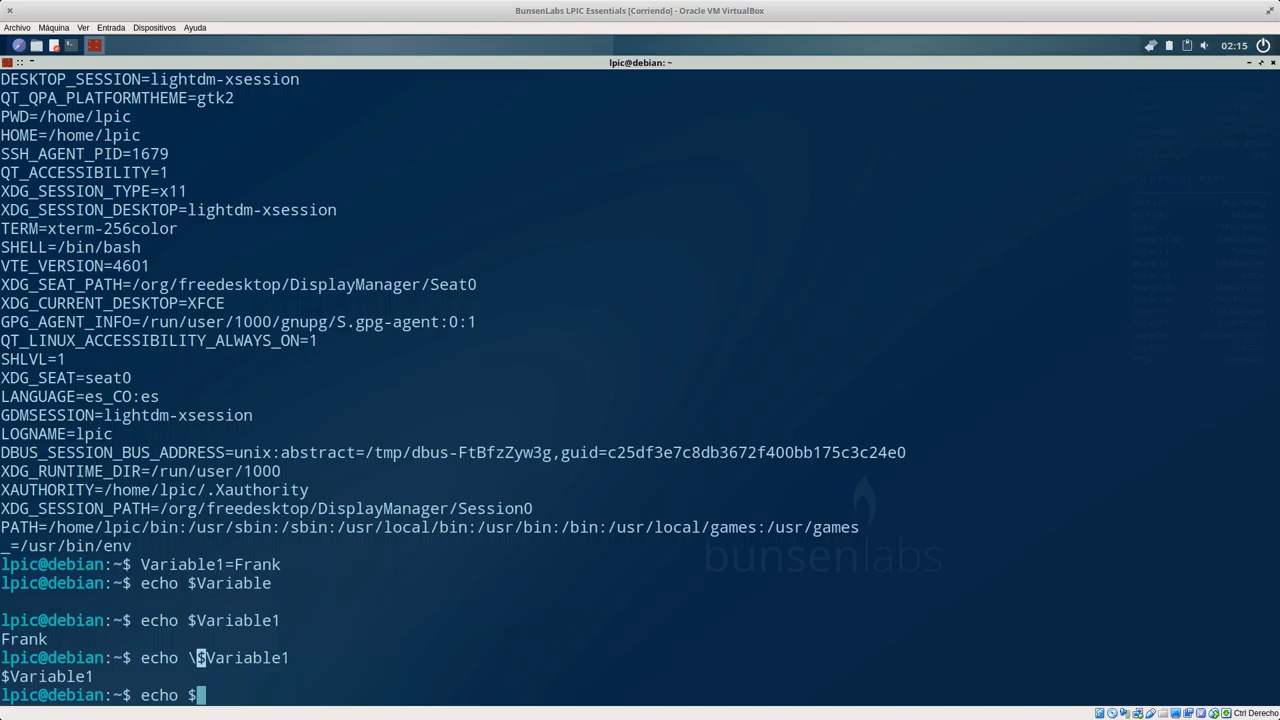 BunsenLabs LPIC Essentials [Corriendo] - Oracle VM VirtualBox
Archivo Máquina Ver Entrada Dispositivos Ayuda
02:15
lpic@debian: ~
DESKTOP_SESSION=lightdm-xsession
QT_QPA_PLATFORMTHEME=gtk2
PWD=/home/lpic
HOME=/home/lpic
SSH_AGENT_PID=1679
QT_ACCESSIBILITY=1
XDG_SESSION_TYPE=x11
XDG_SESSION_DESKTOP=lightdm-xsession
TERM=xterm-256color
SHELL=/bin/bash
VTE_VERSION=4601
XDG_SEAT_PATH=/org/freedesktop/DisplayManager/Seat0
XDG_CURRENT_DESKTOP=XFCE
GPG_AGENT_INFO=/run/user/1000/gnupg/S.gpg-agent:0:1
QT_LINUX_ACCESSIBILITY_ALWAYS_ON=1
SHLVL=1
XDG_SEAT=seat0
LANGUAGE=es_CO:es
GDMSESSION=lightdm-xsession
LOGNAME=lpic
DBUS_SESSION_BUS_ADDRESS=unix:abstract=/tmp/dbus-FtBfzZyw3g,guid=c25df3e7c8db3672f400bb175c3c24e0
XDG_RUNTIME_DIR=/run/user/1000
XAUTHORITY=/home/lpic/.Xauthority
XDG_SESSION_PATH=/org/freedesktop/DisplayManager/Session0
PATH=/home/lpic/bin:/usr/sbin:/sbin:/usr/local/bin:/usr/bin:/bin:/usr/local/games:/usr/games
_=/usr/bin/env
lpic@debian:~$ Variable1=Frank
lpic@debian:~$ echo $Variable
lpic@debian:~$ echo $Variable1
Frank
lpic@debian:~$ echo \$Variable1
$Variable1
lpic@debian:~$ echo $
bunsenlabs
Ctrl Derecho